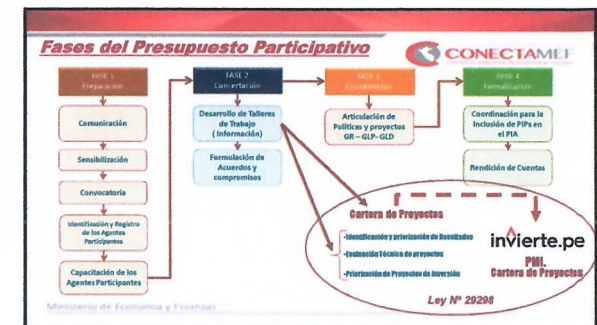 Fases del Presupuesto Participativo
CONECTAMEF
FASE 1
Preparación
FASE 2
Concertación
FASE 3
Coordinación
FASE 4
Formalización
Comunicación
Sensibilización
Convocatoria
Identificación y Registro
de los Agentes
Participantes
Capacitación de los
Agentes Participantes
Desarrollo de Talleres
de Trabajo
( Información)
Formulación de
Acuerdos y
compromisos
Articulación de
Políticas y proyectos
GR – GLP- GLD
Coordinación para la
Inclusión de PIPs en
el PIA
Rendición de Cuentas
Cartera de Proyectos
-Identificación y priorización de Resultados
-Evaluación Técnica de proyectos
-Priorización de Proyectos de Inversión
invierte.pe
PMI.
Cartera de Proyectos
Ley Nº 29298
Ministerio de Economía y Finanzas